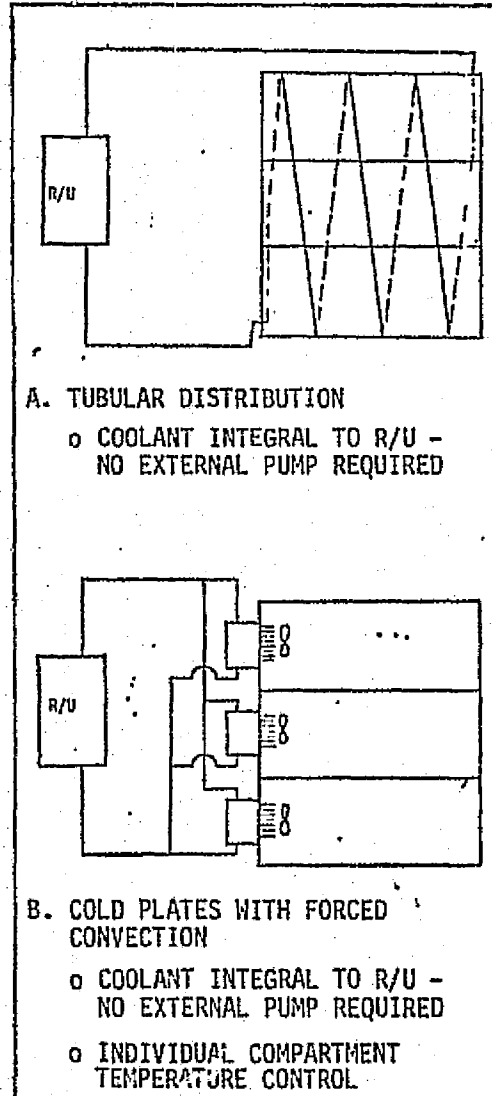 R/U
A. TUBULAR DISTRIBUTION
o COOLANT INTEGRAL TO R/U -
NO EXTERNAL PUMP REQUIRED
R/U
B. COLD PLATES WITH FORCED
CONVECTION
o COOLANT INTEGRAL TO R/U -
NO EXTERNAL PUMP REQUIRED
o INDIVIDUAL COMPARTMENT
TEMPERATURE CONTROL